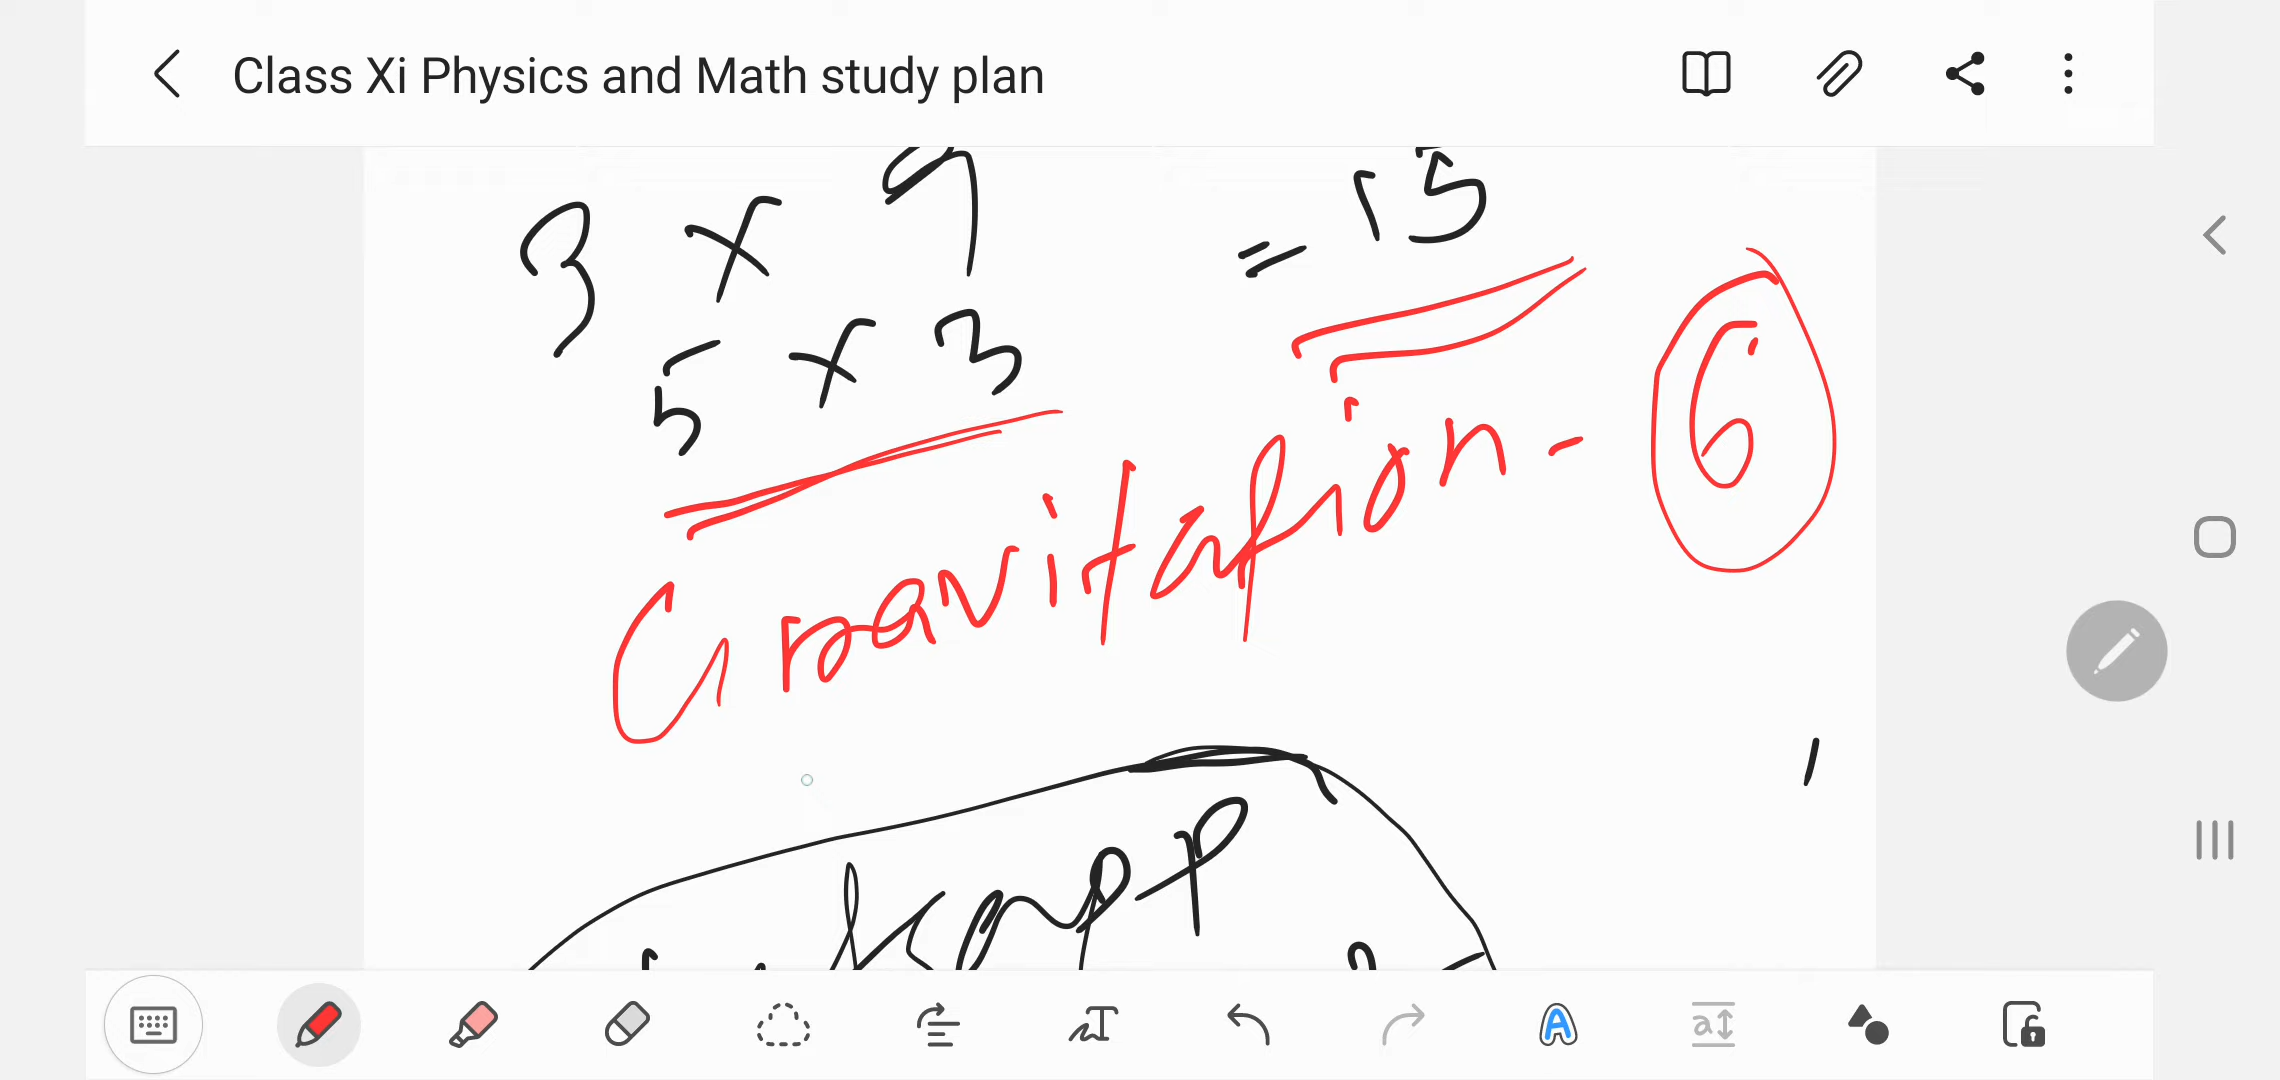 Class Xi Physics and Math study plan
3 x 9
= 15
5 x 3
Gravitation - 6